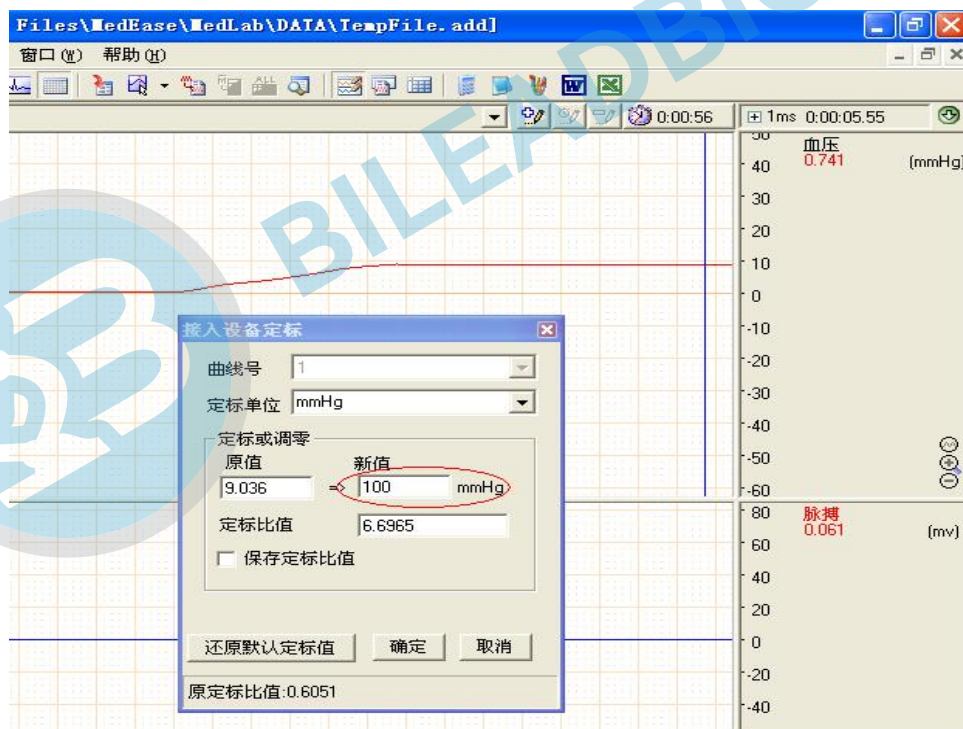 Files\MedEase\MedLab\DATA\TempFile.add]
窗口(W) 帮助(H)
0:00:56
1ms 0:00:05.55
血压
0.741
(mmHg)
40
30
20
10
0
-10
-20
-30
-40
-50
-60
接入设备定标
曲线号 1
定标单位 mmHg
定标或调零
原值 新值
9.036 => 100 mmHg
定标比值 6.6965
保存定标比值
还原默认定标值 确定 取消
原定标比值:0.6051
80
脉搏
0.061
(mv)
60
40
20
0
-20
-40
BILEADBIO